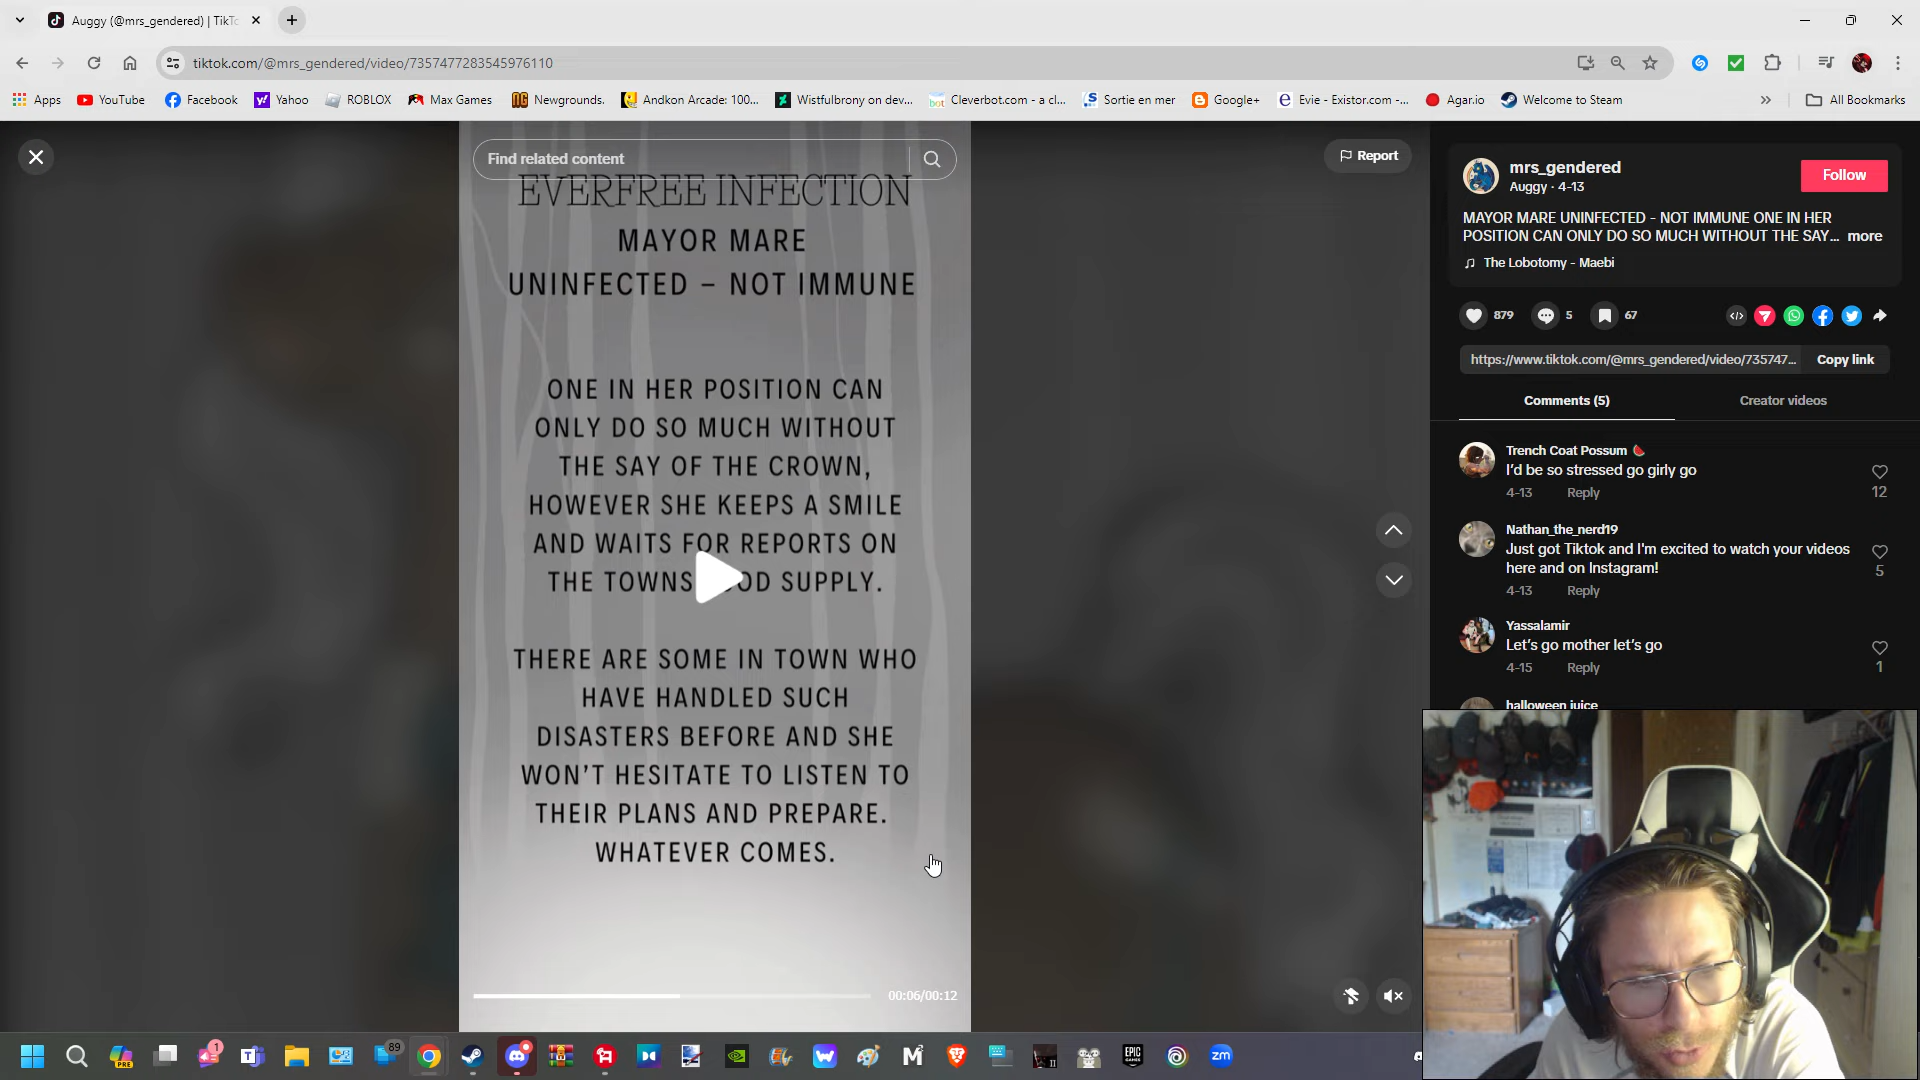 Auggy (@mrs_gendered) | TikTo
tiktok.com/@mrs_gendered/video/7357477283545976110
Apps
YouTube
Facebook
Yahoo
ROBLOX
Max Games
Newgrounds.
Andkon Arcade: 100...
Wistfulbrony on dev...
Cleverbot.com - a cl...
Sortie en mer
Google+
Evie - Existor.com -...
Agar.io
Welcome to Steam
All Bookmarks
Find related content
Report
EVERFREE INFECTION
MAYOR MARE
UNINFECTED – NOT IMMUNE
ONE IN HER POSITION CAN
ONLY DO SO MUCH WITHOUT
THE SAY OF THE CROWN,
HOWEVER SHE KEEPS A SMILE
AND WAITS FOR REPORTS ON
THE TOWNS OD SUPPLY.
THERE ARE SOME IN TOWN WHO
HAVE HANDLED SUCH
DISASTERS BEFORE AND SHE
WON'T HESITATE TO LISTEN TO
THEIR PLANS AND PREPARE.
WHATEVER COMES.
00:06/00:12
mrs_gendered
Auggy · 4-13
Follow
MAYOR MARE UNINFECTED - NOT IMMUNE ONE IN HER
POSITION CAN ONLY DO SO MUCH WITHOUT THE SAY... more
The Lobotomy - Maebi
879
5
67
https://www.tiktok.com/@mrs_gendered/video/735747...
Copy link
Comments (5)
Creator videos
Trench Coat Possum
I'd be so stressed go girly go
4-13 Reply
12
Nathan_the_nerd19
Just got Tiktok and I'm excited to watch your videos
here and on Instagram!
4-13 Reply
5
Yassalamir
Let's go mother let's go
4-15 Reply
1
halloween juice
PRE
1
89
II
EPIC
GAMES
zm